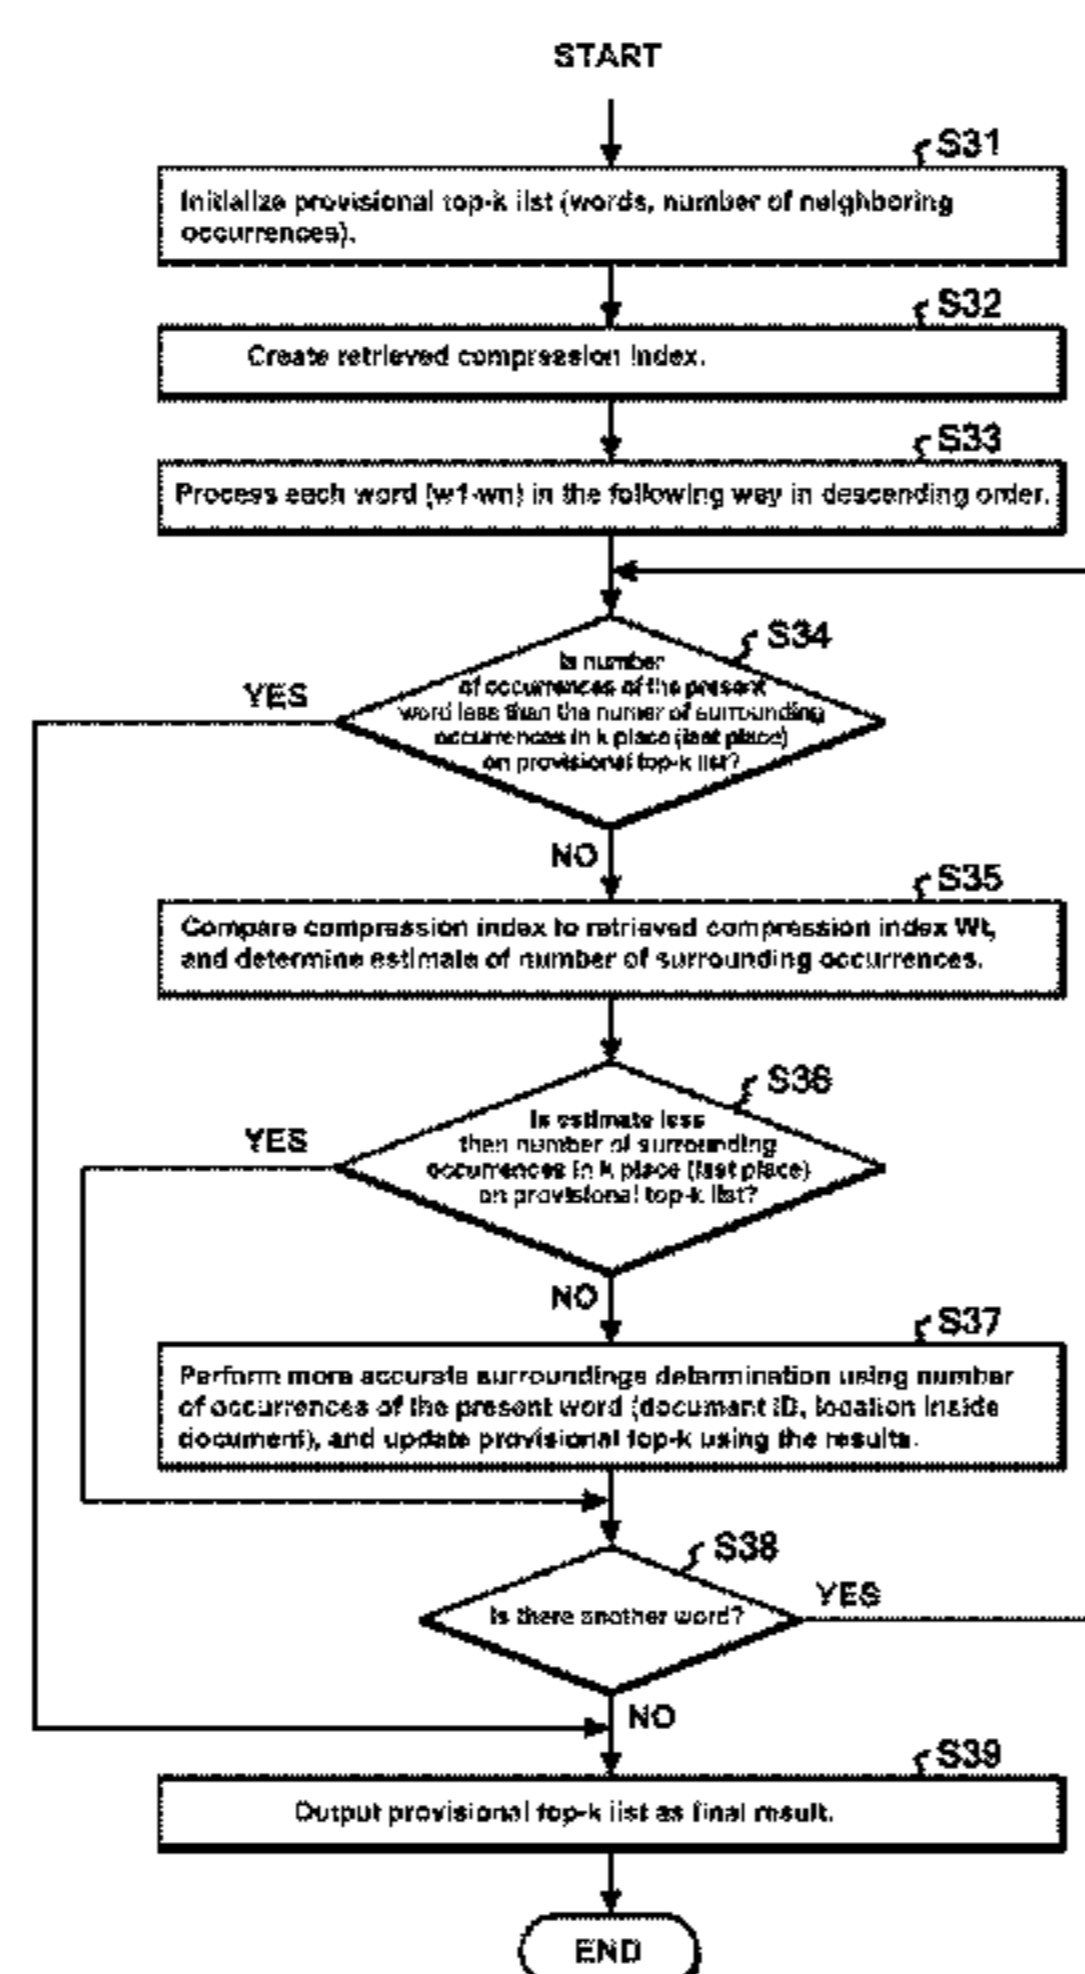 START
S31
Initialize provisional top-k list (words, number of neighboring
occurrences).
S32
Create retrieved compression index.
S33
Process each word (w1-wn) in the following way in descending order.
S34
Is number
of occurrences of the present
word less than the numer of surrounding
occurrences in k place (last place)
on provisional top-k list?
YES
NO
S35
Compare compression index to retrieved compression index Wt,
and determine estimate of number of surrounding occurrences.
S36
Is estimate less
then number of surrounding
occurrences in k place (last place)
on provisional top-k list?
YES
NO
S37
Perform more accurate surroundings determination using number
of occurrences of the present word (document ID, location inside
document), and update provisional top-k using the results.
S38
Is there another word?
YES
NO
S39
Output provisional top-k list as final result.
END